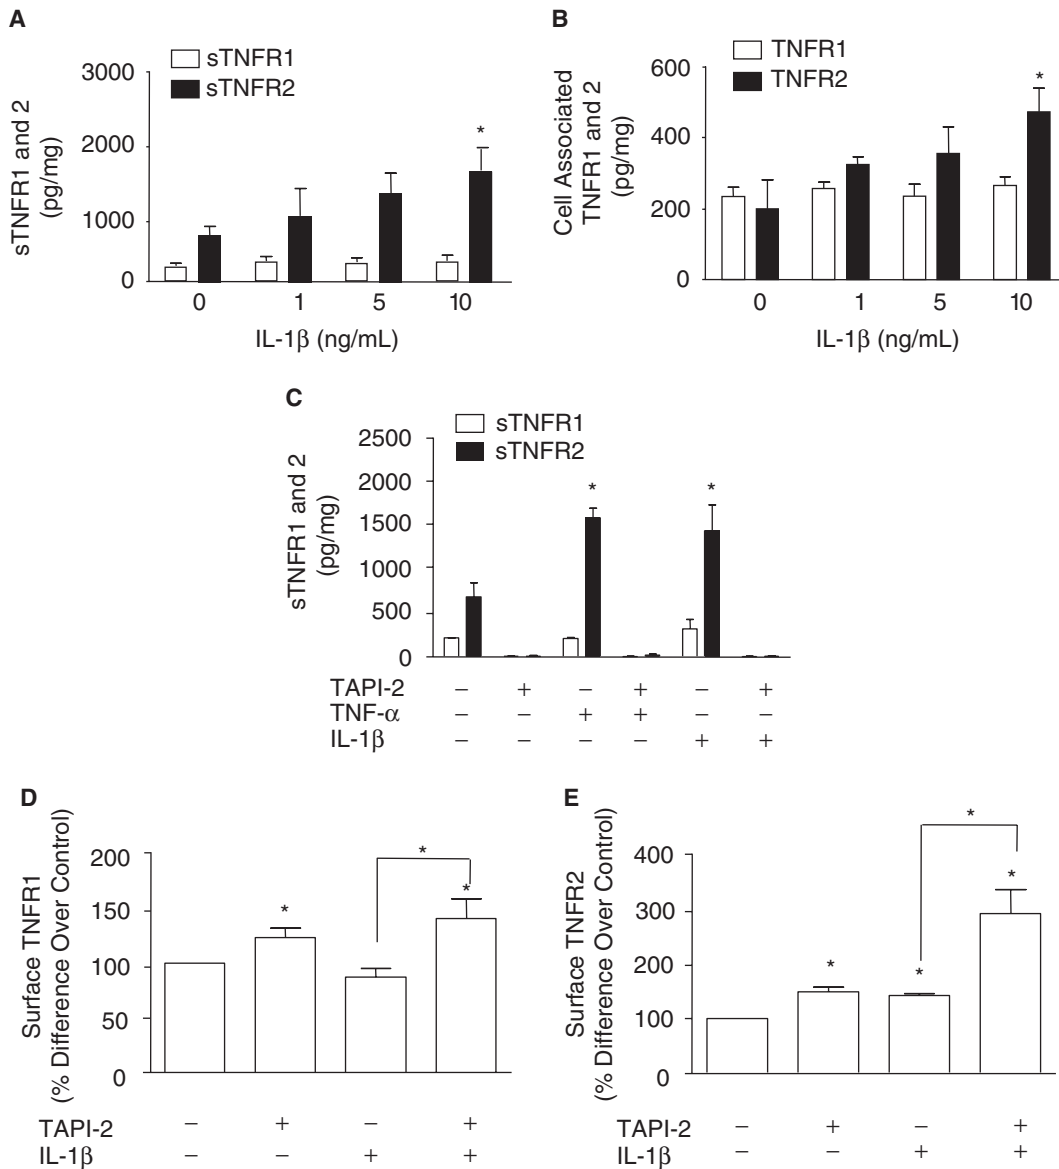 A
sTNFR1
sTNFR2
sTNFR1 and 2
(pg/mg)
3000
2000
1000
0
0 1 5 10
IL-1β (ng/mL)
*
B
TNFR1
TNFR2
Cell Associated
TNFR1 and 2
(pg/mg)
600
400
200
0
0 1 5 10
IL-1β (ng/mL)
*
C
sTNFR1
sTNFR2
sTNFR1 and 2
(pg/mg)
2500
2000
1500
1000
500
0
* *
TAPI-2 – + – + – +
TNF-α – – + + – –
IL-1β – – – – + +
D
Surface TNFR1
(% Difference Over Control)
200
150
100
50
0
* * *
TAPI-2 – + – +
IL-1β – – + +
E
Surface TNFR2
(% Difference Over Control)
400
300
200
100
0
* * * *
TAPI-2 – + – +
IL-1β – – + +